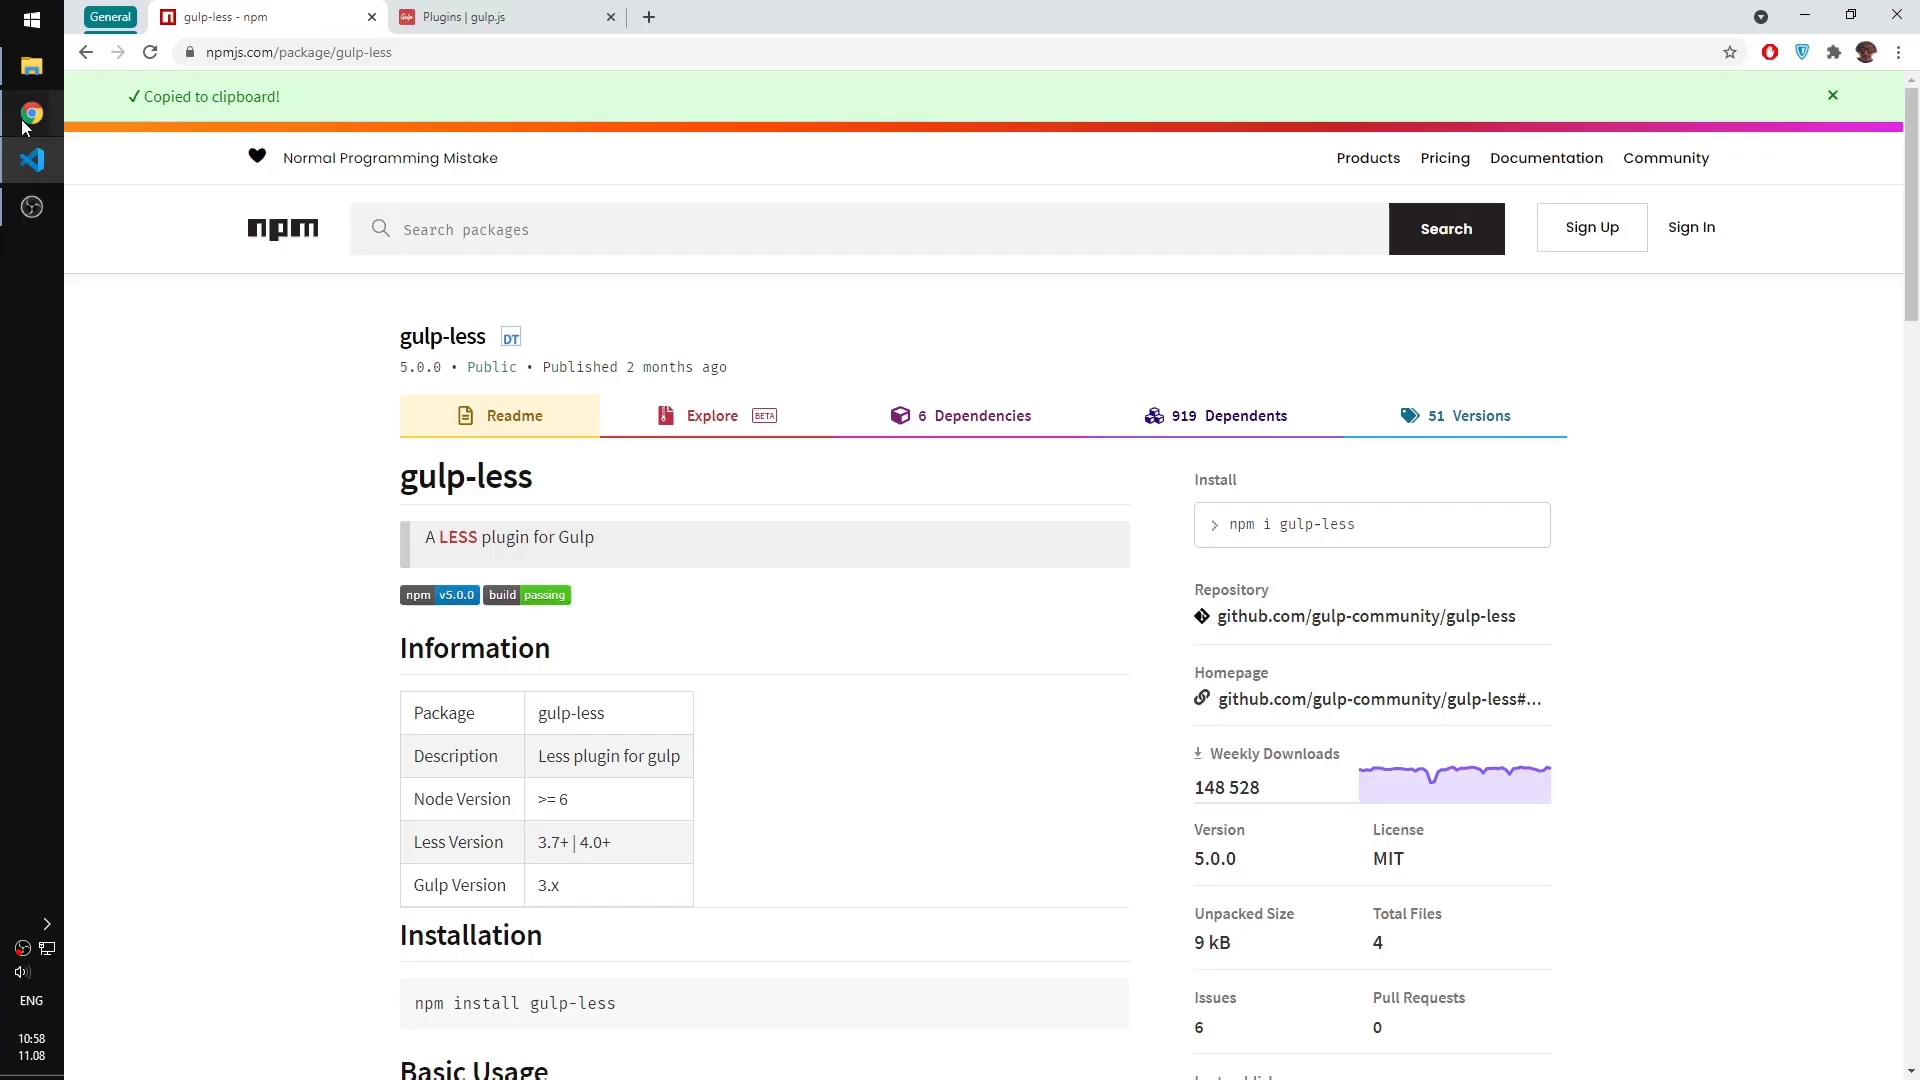 General
gulp-less - npm
Plugins | gulp.js
npmjs.com/package/gulp-less
✓ Copied to clipboard!
Normal Programming Mistake
Products
Pricing
Documentation
Community
npm
Search packages
Search
Sign Up
Sign In
gulp-less
DT
5.0.0 • Public • Published 2 months ago
Readme
Explore BETA
6 Dependencies
919 Dependents
51 Versions
gulp-less
A LESS plugin for Gulp
npm v5.0.0 build passing
Information
Package gulp-less
Description Less plugin for gulp
Node Version >= 6
Less Version 3.7+ | 4.0+
Gulp Version 3.x
Installation
npm install gulp-less
Basic Usage
Install
> npm i gulp-less
Repository
github.com/gulp-community/gulp-less
Homepage
github.com/gulp-community/gulp-less#...
Weekly Downloads
148 528
Version
5.0.0
License
MIT
Unpacked Size
9 kB
Total Files
4
Issues
6
Pull Requests
0
ENG
10:58
11.08